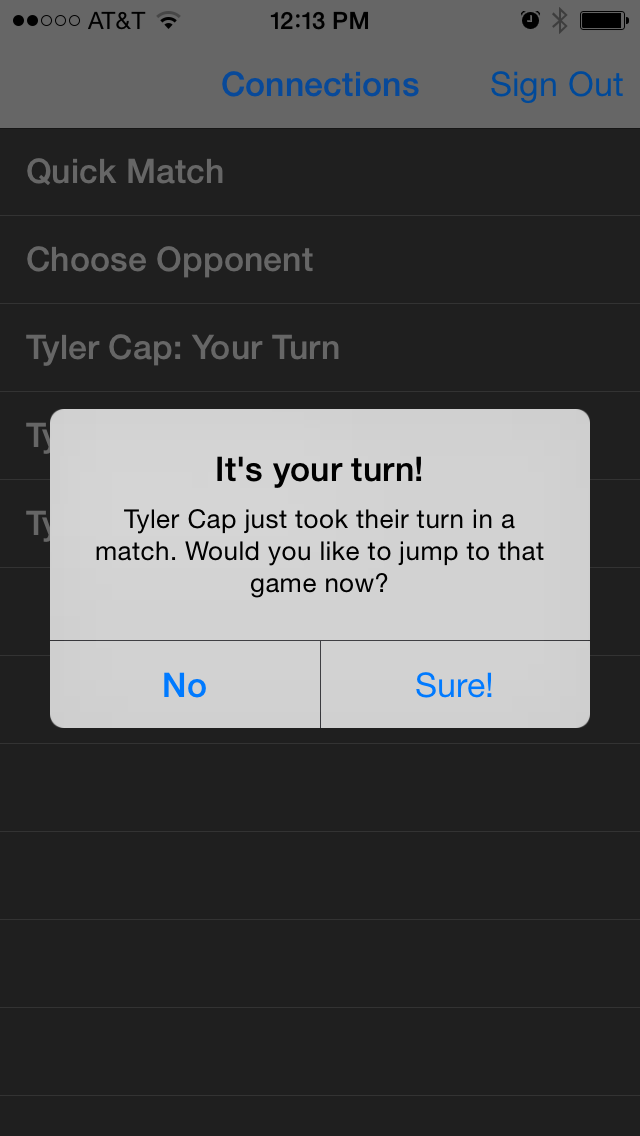 AT&T 12:13 PM
Connections Sign Out
Quick Match
Choose Opponent
Tyler Cap: Your Turn
Ty
Ty
It's your turn!
Tyler Cap just took their turn in a
match. Would you like to jump to that
game now?
No Sure!